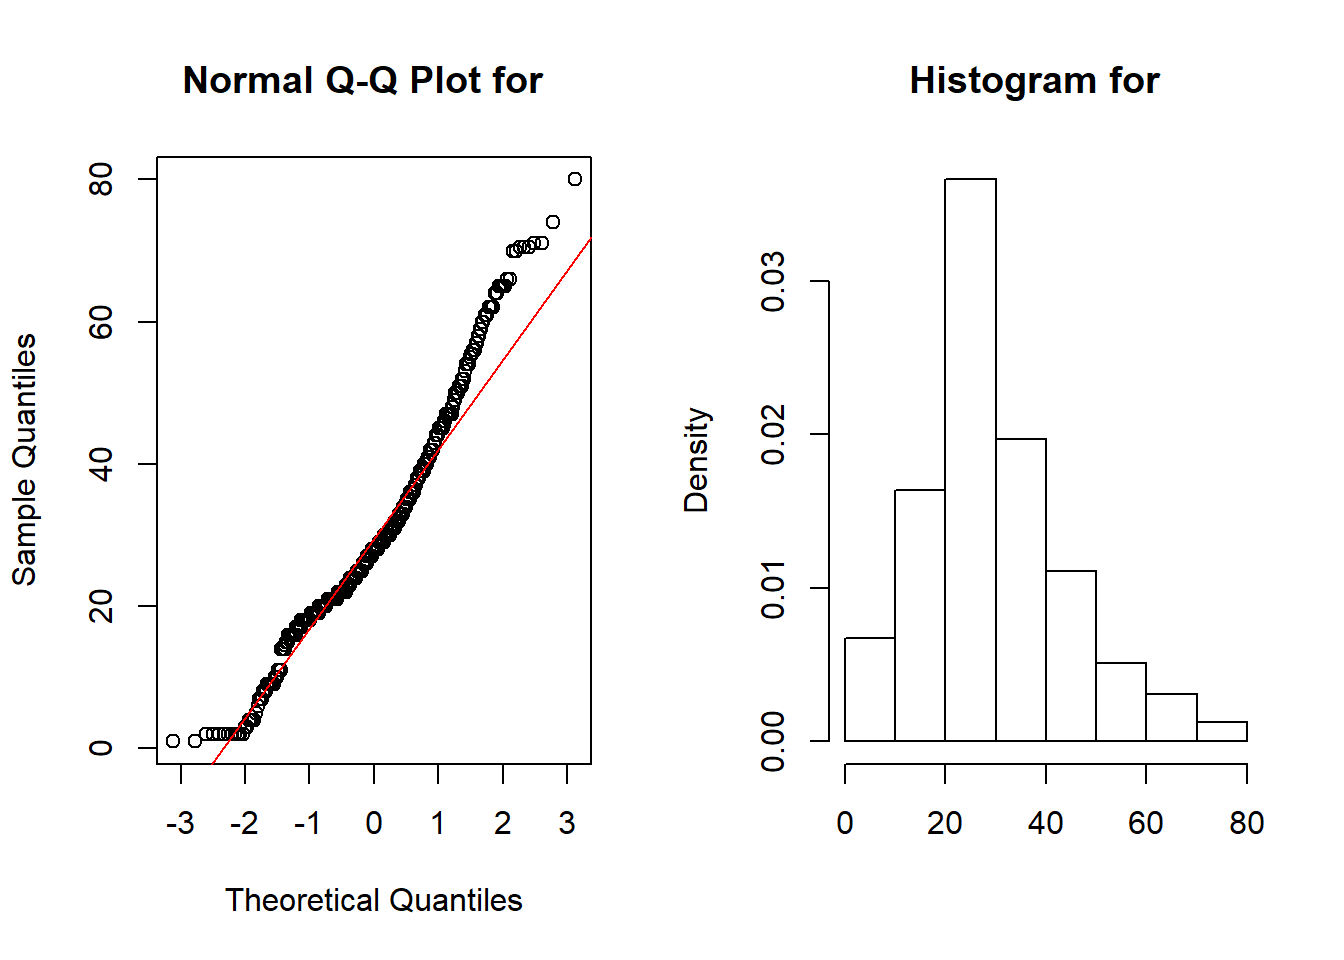 Normal Q-Q Plot for
Sample Quantiles
80
60
40
20
0
-3 -2 -1 0 1 2 3
Theoretical Quantiles
Histogram for
Density
0.03
0.02
0.01
0.00
0 20 40 60 80